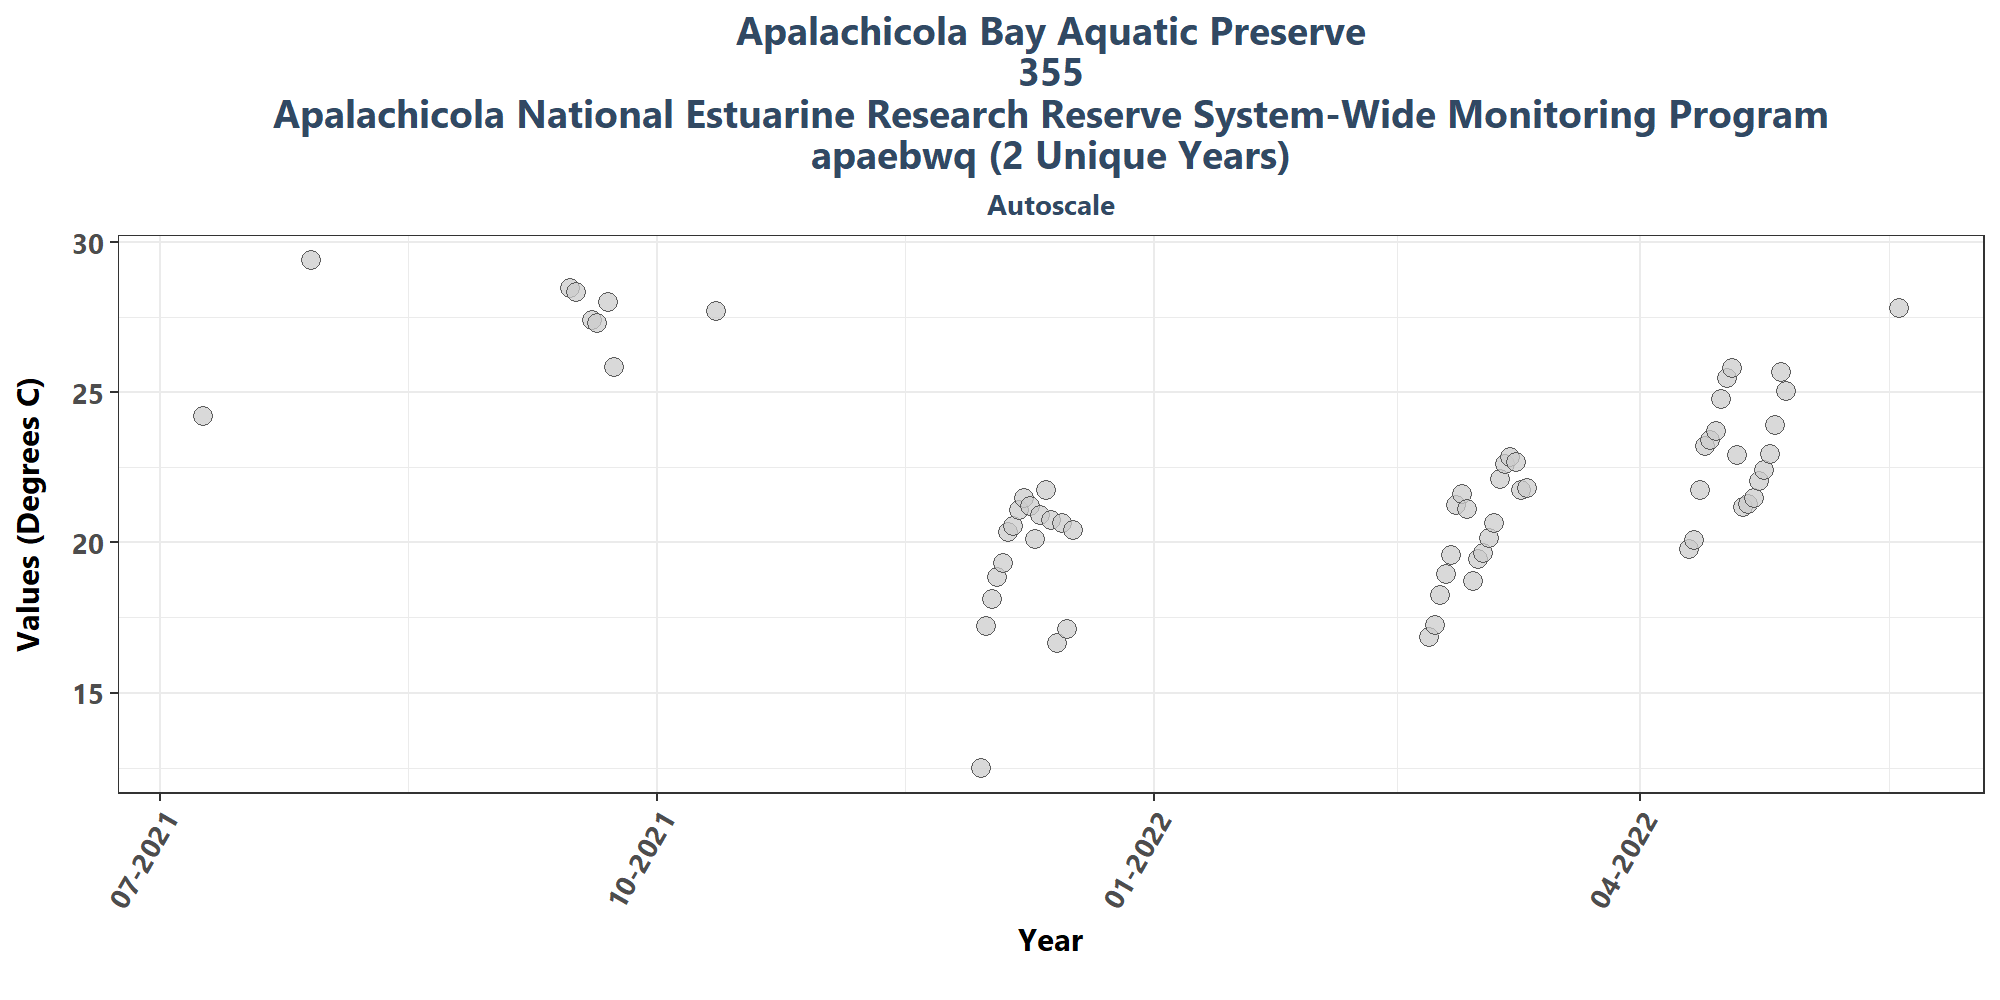 Apalachicola Bay Aquatic Preserve
355
Apalachicola National Estuarine Research Reserve System-Wide Monitoring Program
apaebwq (2 Unique Years)
Autoscale
Values (Degrees C)
30
25
20
15
07-2021
10-2021
01-2022
04-2022
Year